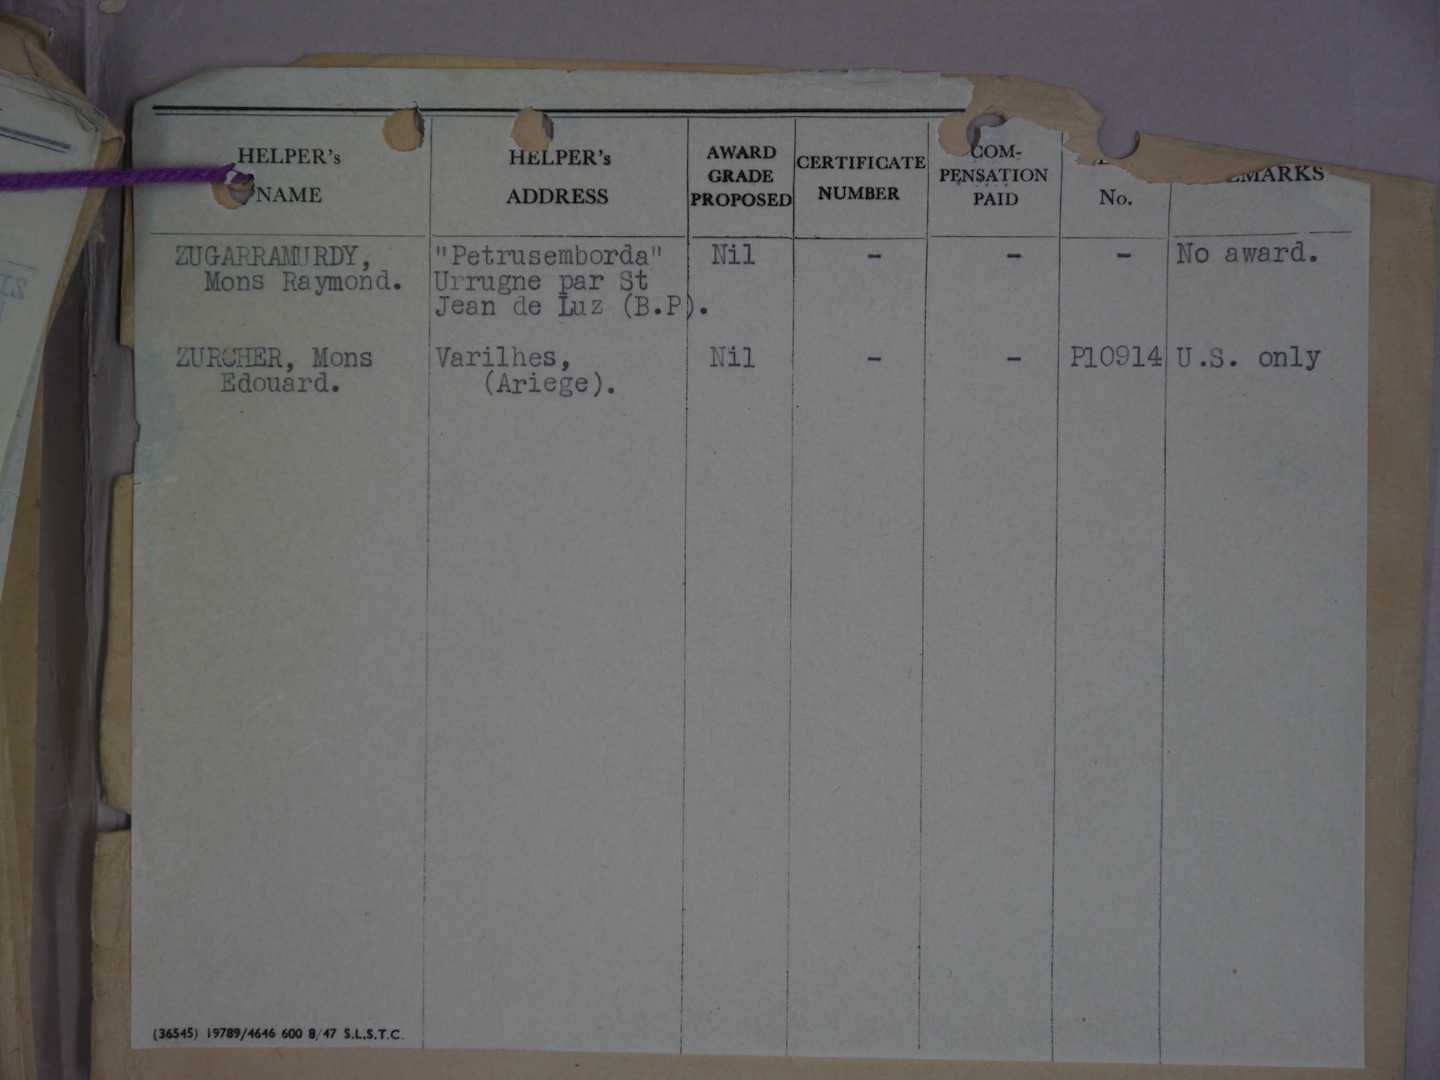 HELPER's NAME
HELPER's ADDRESS
AWARD GRADE PROPOSED
CERTIFICATE NUMBER
COM-PENSATION PAID
No.
ZUGARRAMURDY, "Petrusemborda" Nil - - - No award.
Mons Raymond. Urrugne par St
Jean de Luz (B.P).
ZURCHER, Mons Varilhes, Nil - - P10914 U.S. only
Edouard. (Ariege).
(36545) 19789/4646 600 8/47 S.L.S.T.C.